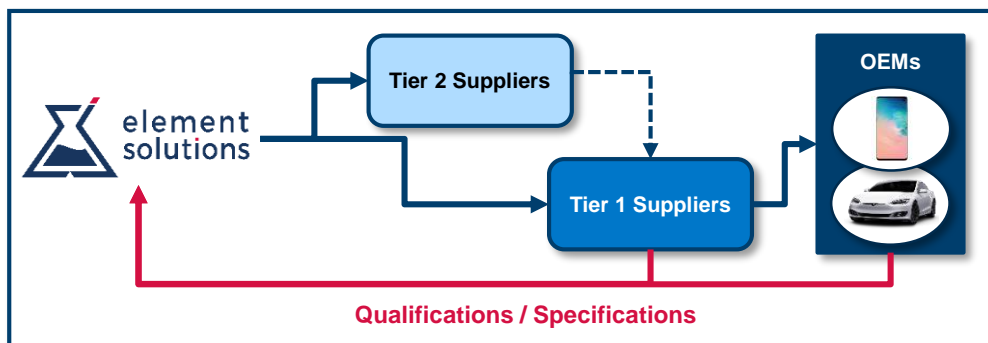 element
solutions
Tier 2 Suppliers
Tier 1 Suppliers
OEMs
Qualifications / Specifications